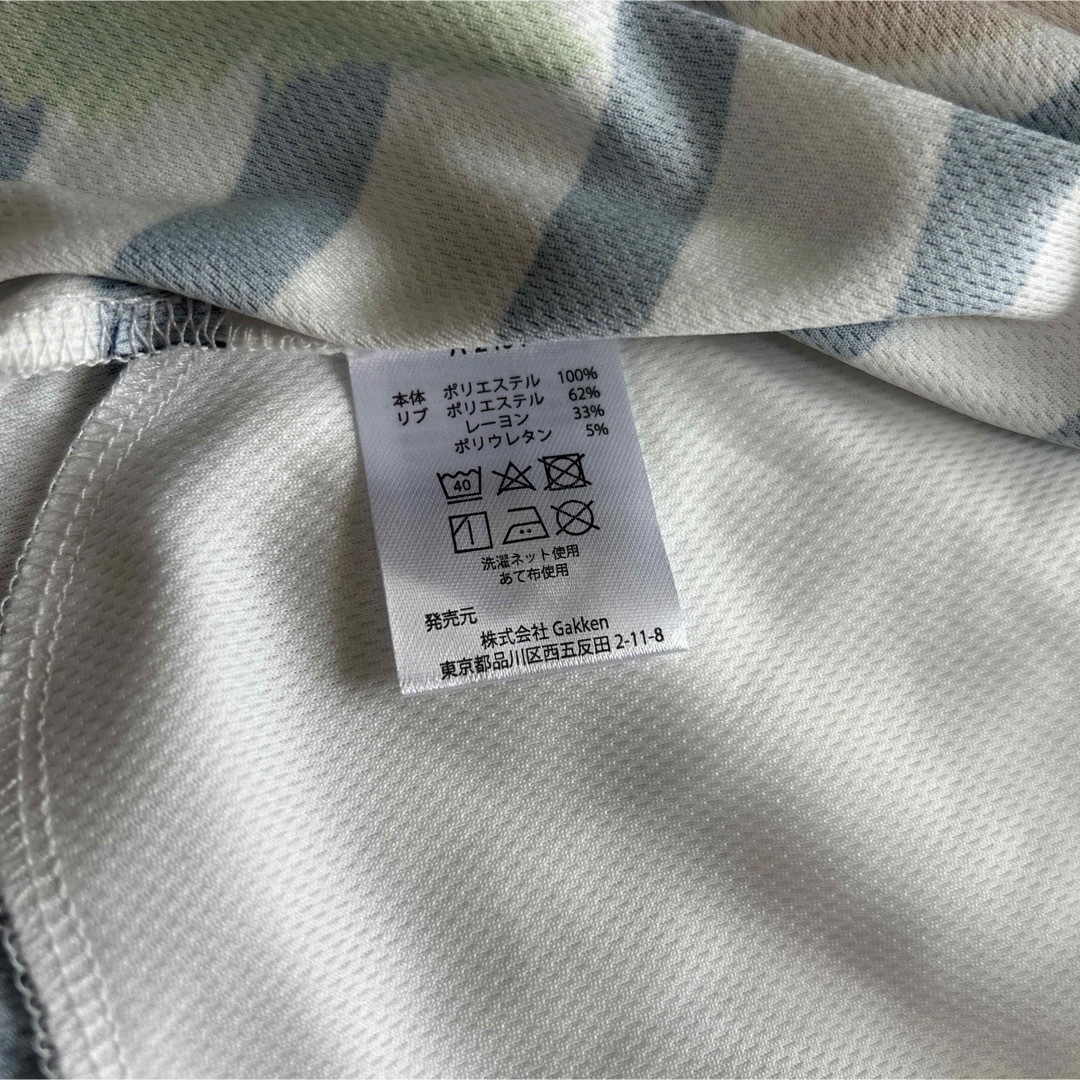 本体 ポリエステル 100%
リブ ポリエステル 62%
レーヨン 33%
ポリウレタン 5%
40
洗濯ネット使用
あて布使用
発売元
株式会社 Gakken
東京都品川区西五反田 2-11-8